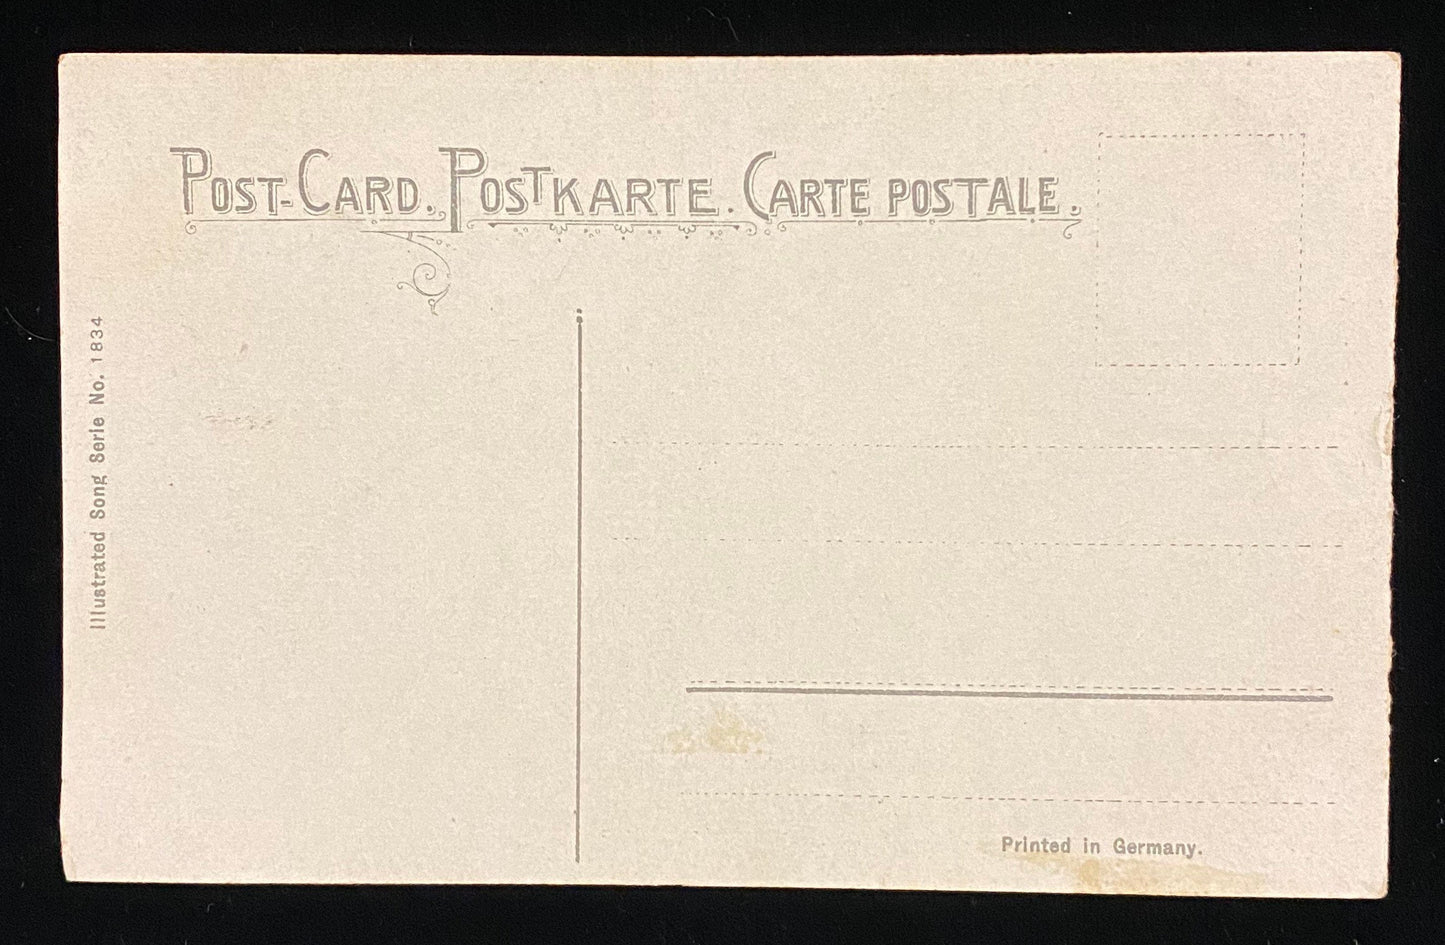 POST-CARD. POSTKARTE. CARTE POSTALE.
Illustrated Song Serie No. 1834
Printed in Germany.